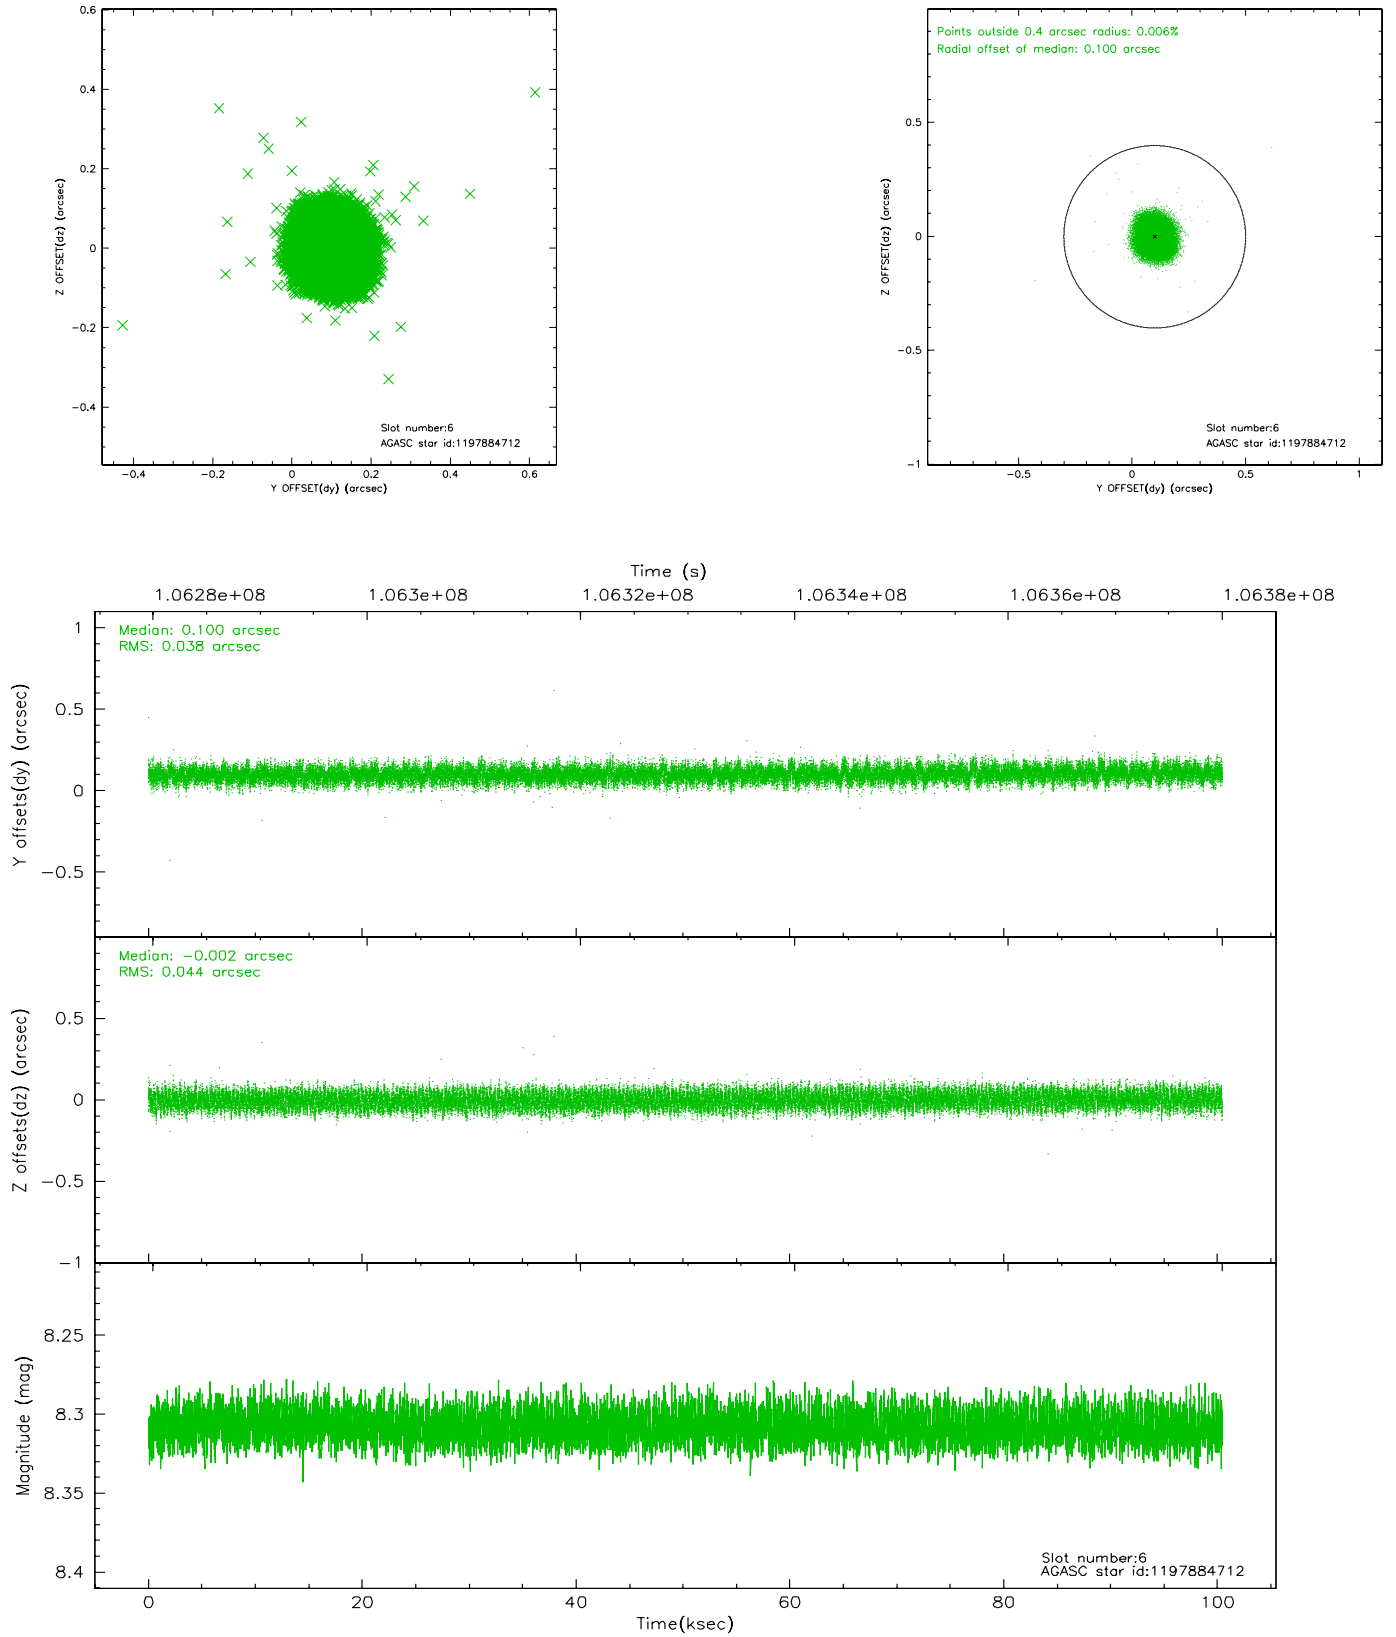 0.6
0.4
0.2
0
−0.2
−0.4
Z OFFSET(dz) (arcsec)
Slot number:6
AGASC star id:1197884712
−0.4 −0.2 0 0.2 0.4 0.6
Y OFFSET(dy) (arcsec)
Points outside 0.4 arcsec radius: 0.006%
Radial offset of median: 0.100 arcsec
0.5
0
−0.5
−1
Z OFFSET(dz) (arcsec)
Slot number:6
AGASC star id:1197884712
−0.5 0 0.5 1
Y OFFSET(dy) (arcsec)
Time (s)
1.0628e+08 1.063e+08 1.0632e+08 1.0634e+08 1.0636e+08 1.0638e+08
Median: 0.100 arcsec
RMS: 0.038 arcsec
1
0.5
0
−0.5
Y offsets(dy) (arcsec)
Median: −0.002 arcsec
RMS: 0.044 arcsec
0.5
0
−0.5
−1
Z offsets(dz) (arcsec)
8.25
8.3
8.35
8.4
Magnitude (mag)
Slot number:6
AGASC star id:1197884712
0 20 40 60 80 100
Time(ksec)